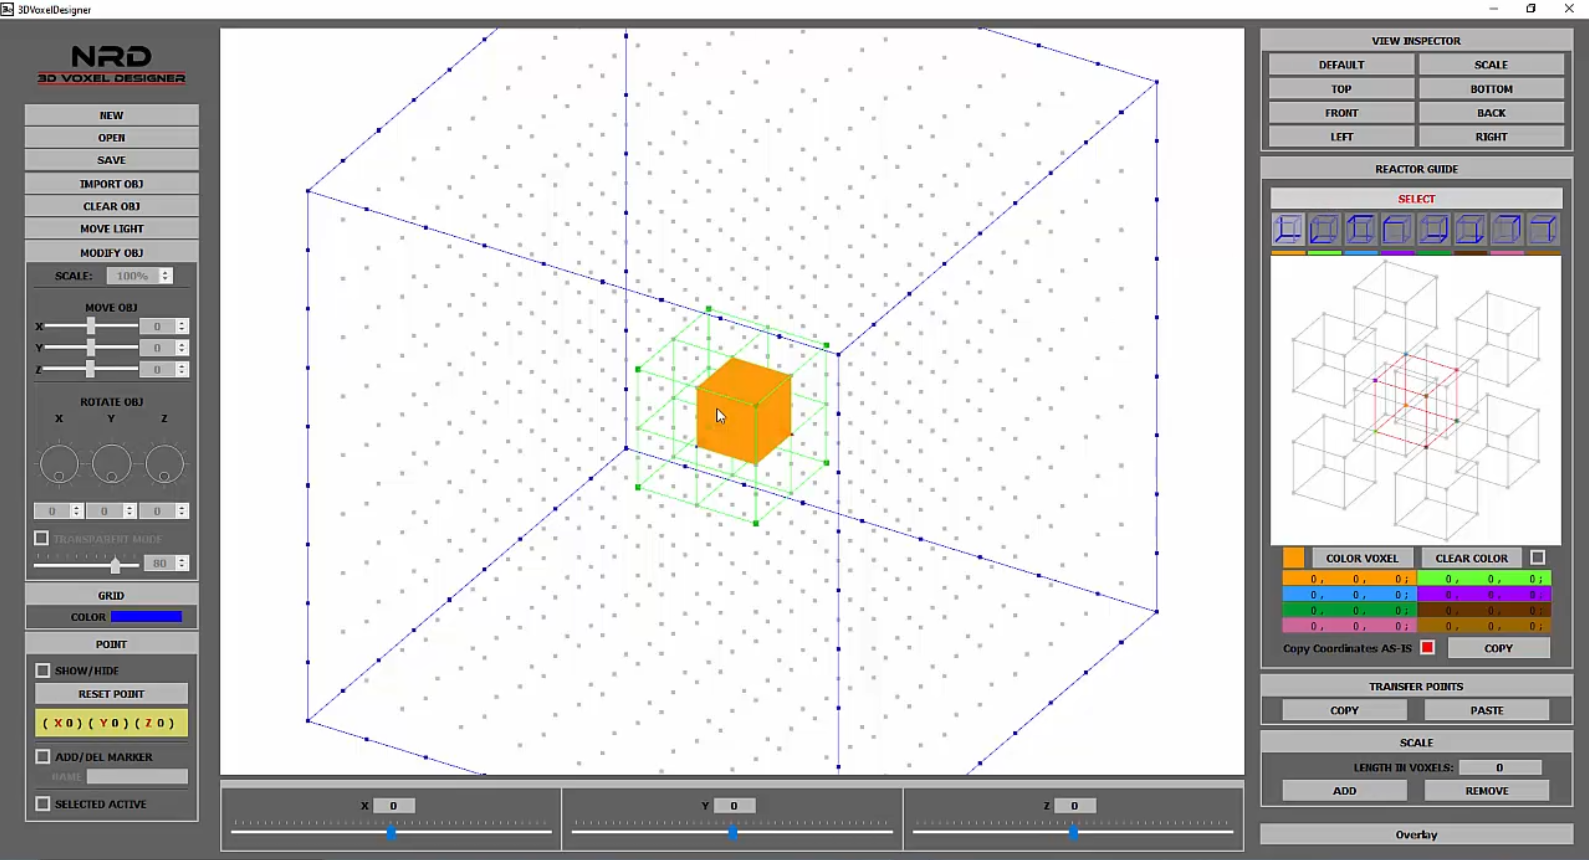 3DVoxelDesigner
NRD
3D VOXEL DESIGNER
NEW
OPEN
SAVE
IMPORT OBJ
CLEAR OBJ
MOVE LIGHT
MODIFY OBJ
SCALE: 100%
MOVE OBJ
X 0
Y 0
Z 0
ROTATE OBJ
X Y Z
0 0 0
TRANSPARENT MODE
80
GRID
COLOR
POINT
SHOW/HIDE
RESET POINT
( X 0 ) ( Y 0 ) ( Z 0 )
ADD/DEL MARKER
NAME
SELECTED ACTIVE
X 0 Y 0 Z 0
VIEW INSPECTOR
DEFAULT SCALE
TOP BOTTOM
FRONT BACK
LEFT RIGHT
REACTOR GUIDE
SELECT
COLOR VOXEL CLEAR COLOR
0 , 0 , 0 ; 0 , 0 , 0 ;
0 , 0 , 0 ; 0 , 0 , 0 ;
0 , 0 , 0 ; 0 , 0 , 0 ;
0 , 0 , 0 ; 0 , 0 , 0 ;
Copy Coordinates AS-IS COPY
TRANSFER POINTS
COPY PASTE
SCALE
LENGTH IN VOXELS: 0
ADD REMOVE
Overlay